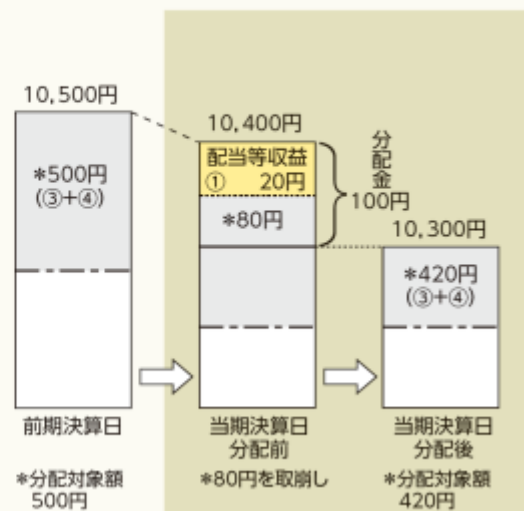 10,500円
*500円
(③+④)
前期決算日
*分配対象額
500円
10,400円
配当等収益
① 20円
*80円
分配金
100円
当期決算日
分配前
*80円を取崩し
10,300円
*420円
(③+④)
当期決算日
分配後
*分配対象額
420円